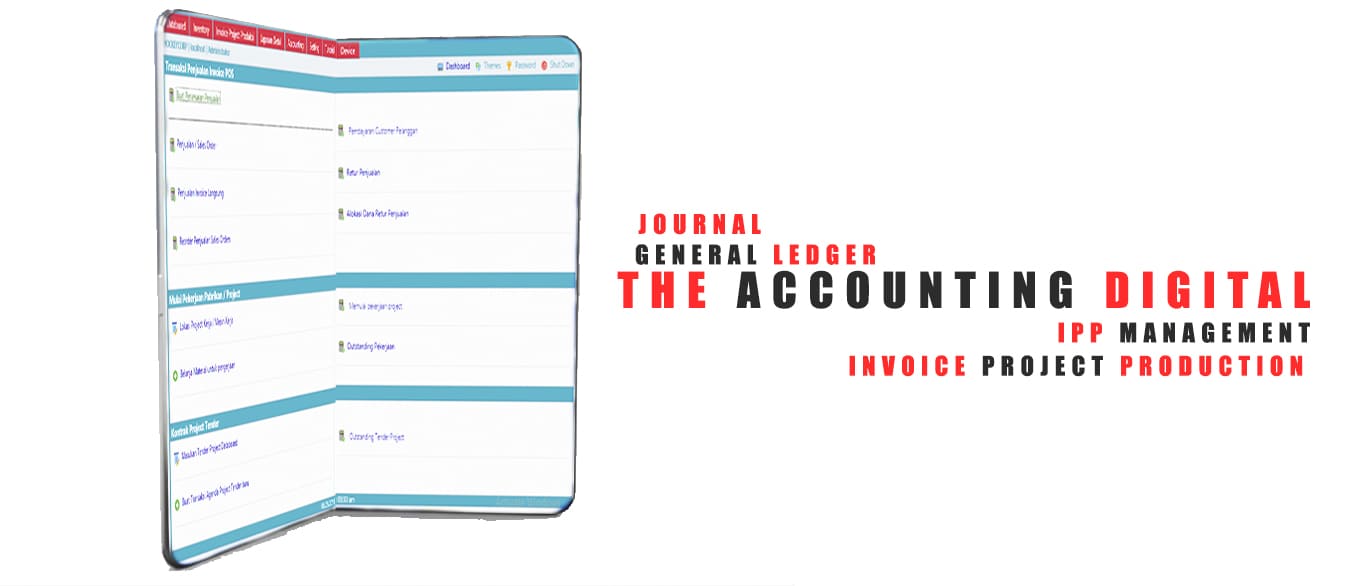 Dashboard Inventory Invoice Project Produksi Laporan Detail Accounting Setting Device
| localhost | Administrator
Dashboard Themes Password Shut Down
Transaksi Penjualan Invoice POS
Buat Penawaran Penjualan
Penjualan / Sales Order
Penjualan Invoice Langsung
Reorder Penjualan Sales Orders
Pembayaran Customer Pelanggan
Retur Penjualan
Alokasi Dana Retur Penjualan
Mulai Pekerjaan Pabrikan / Project
Lokasi Project Kerja / Mesin Kerja
Belanja Material untuk pengerjaan
Memulai pekerjaan project
Outstanding Pekerjaan
Kontrak Project Tender
Masukan Tender Project Database
Buat Transaksi Agenda Project Tender baru
Outstanding Tender Project
JOURNAL
GENERAL LEDGER
THE ACCOUNTING DIGITAL
IPP MANAGEMENT
INVOICE PROJECT PRODUCTION